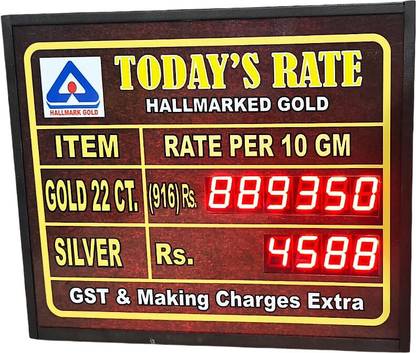 TODAY'S RATE
HALLMARK GOLD
HALLMARKED GOLD
ITEM RATE PER 10 GM
GOLD 22 CT. (916) Rs. 889350
SILVER Rs. 4588
GST & Making Charges Extra